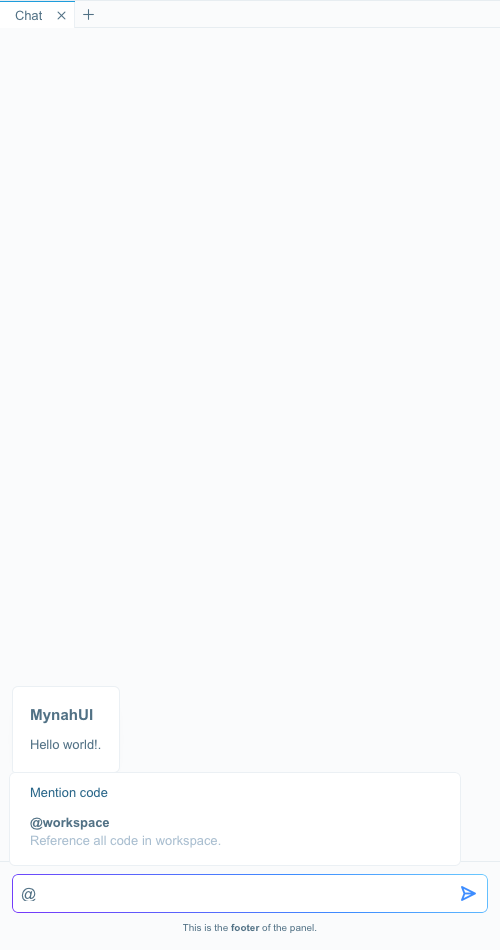 Chat
MynahUI
Hello world!.
Mention code
@workspace
Reference all code in workspace.
@
This is the footer of the panel.